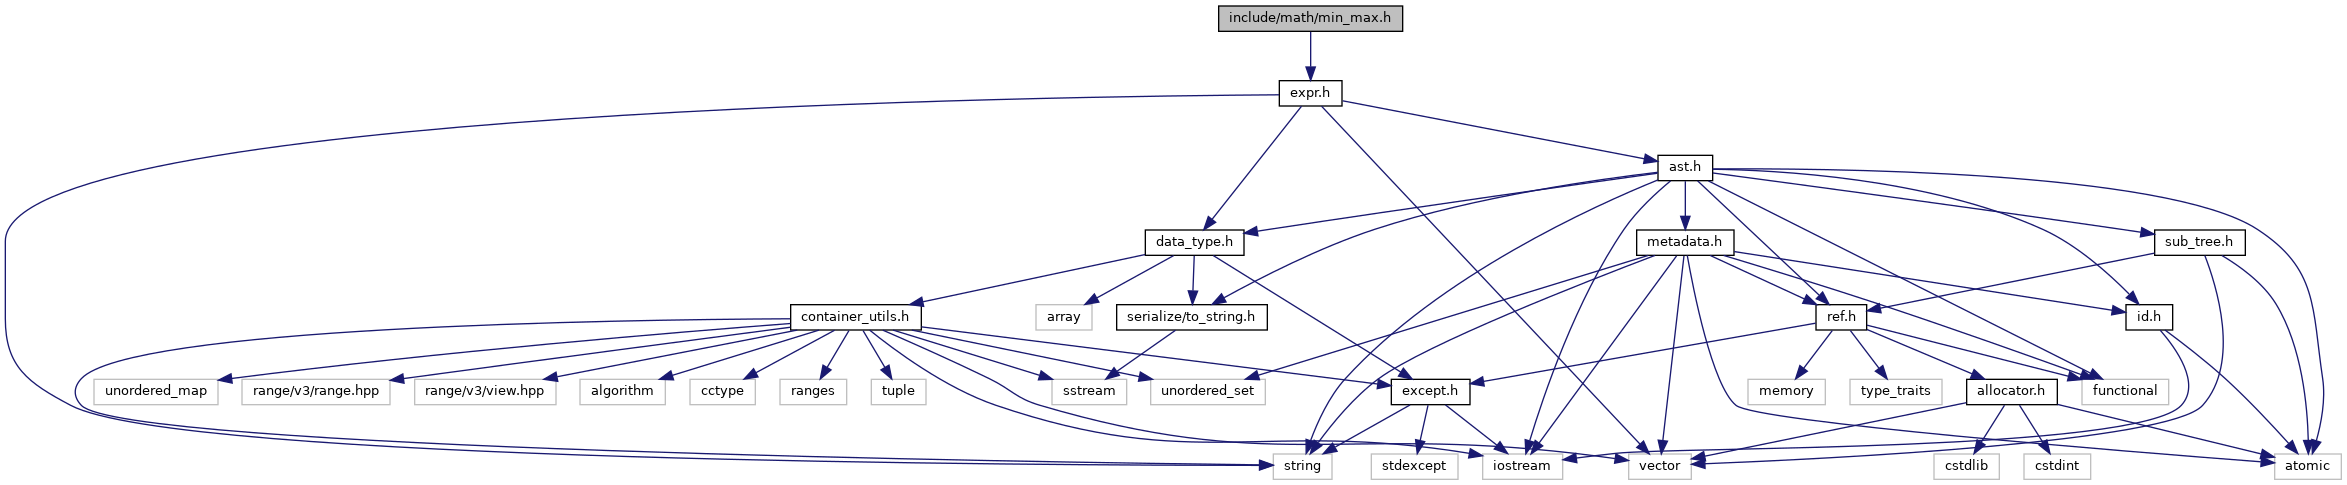 include/math/min_max.h
expr.h
ast.h
data_type.h
metadata.h
sub_tree.h
container_utils.h
array
serialize/to_string.h
ref.h
id.h
unordered_map
range/v3/range.hpp
range/v3/view.hpp
algorithm
cctype
ranges
tuple
sstream
unordered_set
except.h
memory
type_traits
allocator.h
functional
string
stdexcept
iostream
vector
cstdlib
cstdint
atomic